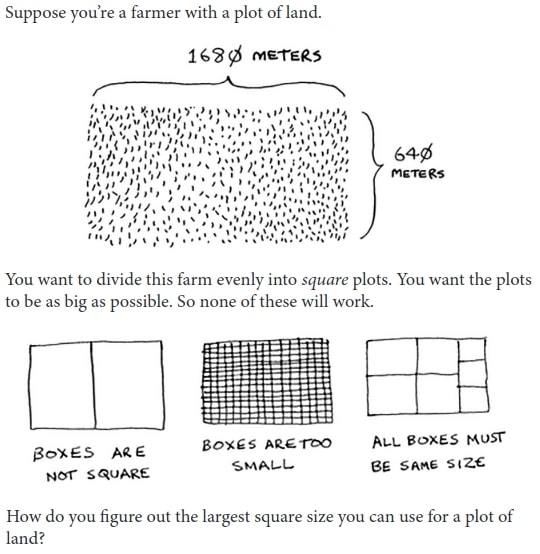 Suppose you're a farmer with a plot of land.
168Ø METERS
64Ø
METERS
You want to divide this farm evenly into square plots. You want the plots
to be as big as possible. So none of these will work.
BOXES ARE
NOT SQUARE
BOXES ARE TOO
SMALL
ALL BOXES MUST
BE SAME SIZE
How do you figure out the largest square size you can use for a plot of
land?